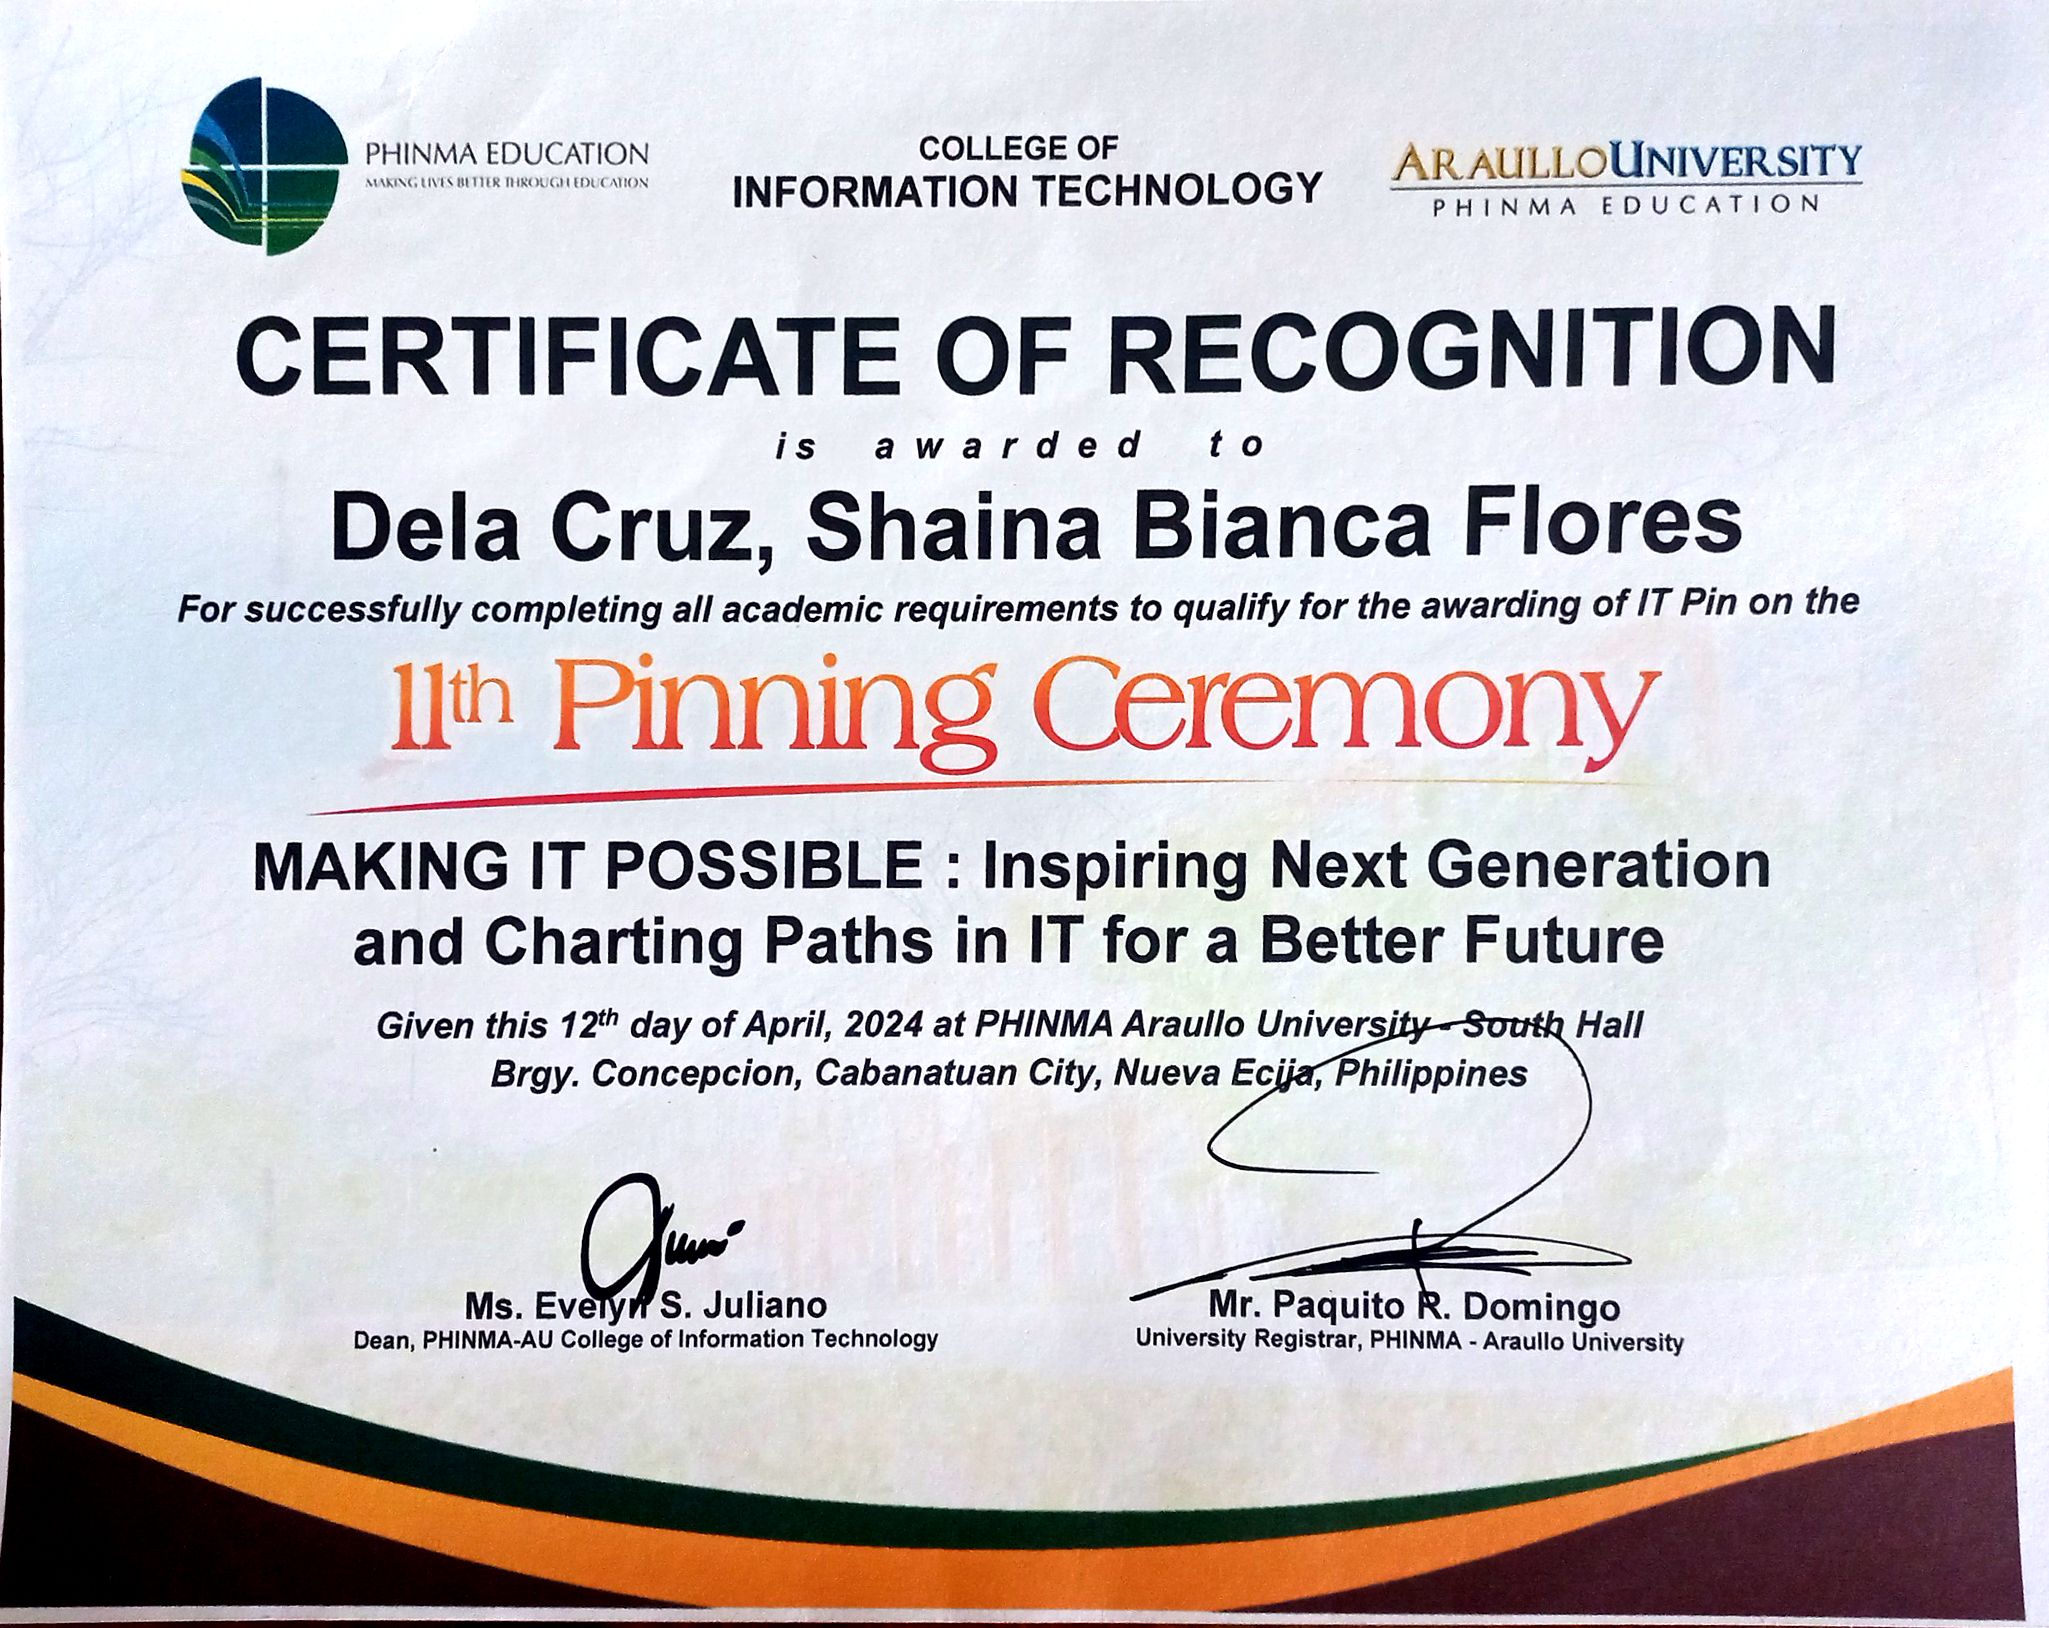 PHINMA EDUCATION
MAKING LIVES BETTER THROUGH EDUCATION
COLLEGE OF
INFORMATION TECHNOLOGY
ARAULLOUNIVERSITY
PHINMA EDUCATION
CERTIFICATE OF RECOGNITION
is awarded to
Dela Cruz, Shaina Bianca Flores
For successfully completing all academic requirements to qualify for the awarding of IT Pin on the
11th Pinning Ceremony
MAKING IT POSSIBLE : Inspiring Next Generation
and Charting Paths in IT for a Better Future
Given this 12th day of April, 2024 at PHINMA Araullo University - South Hall
Brgy. Concepcion, Cabanatuan City, Nueva Ecija, Philippines
Ms. Evelyn S. Juliano
Dean, PHINMA-AU College of Information Technology
Mr. Paquito R. Domingo
University Registrar, PHINMA - Araullo University